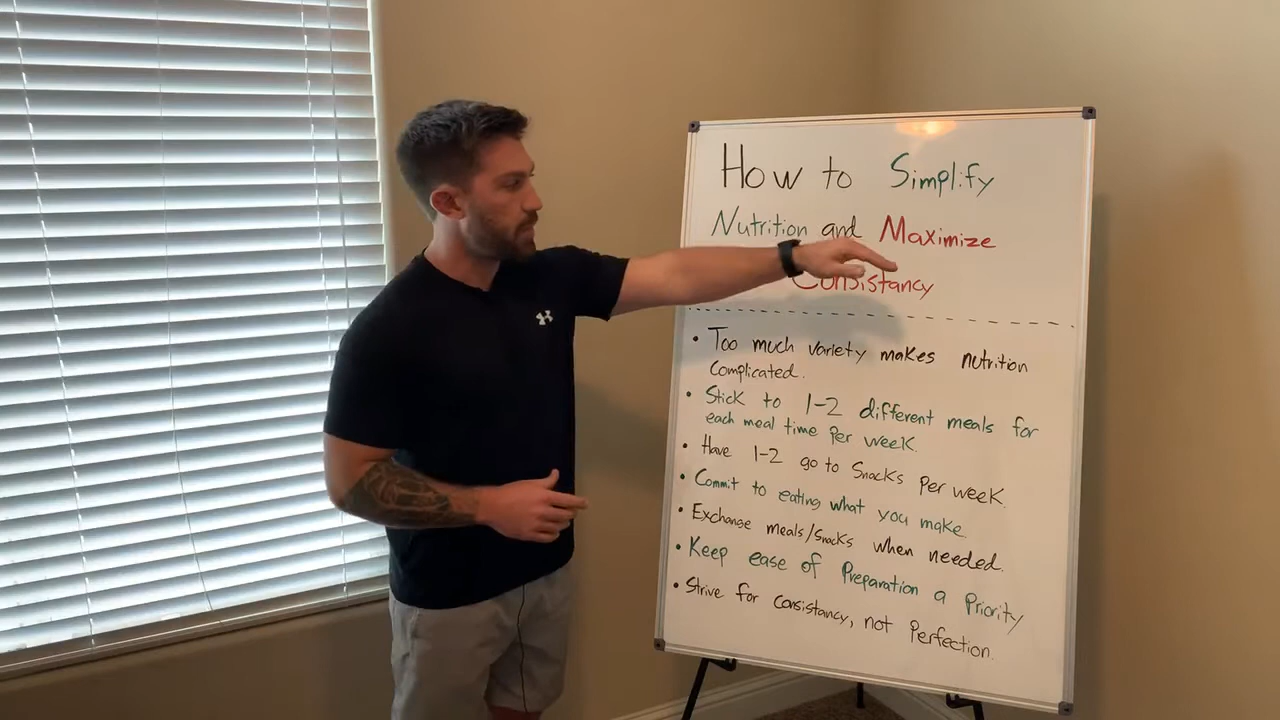 How to Simplify
Nutrition and Maximize
Consistancy
• Too much variety makes nutrition
complicated.
• Stick to 1-2 different meals for
each meal time per week.
• Have 1-2 go to Snacks per week.
• Commit to eating what you make.
• Exchange meals/snacks when needed.
• Keep ease of Preparation a Priority
• Strive for consistancy, not Perfection.